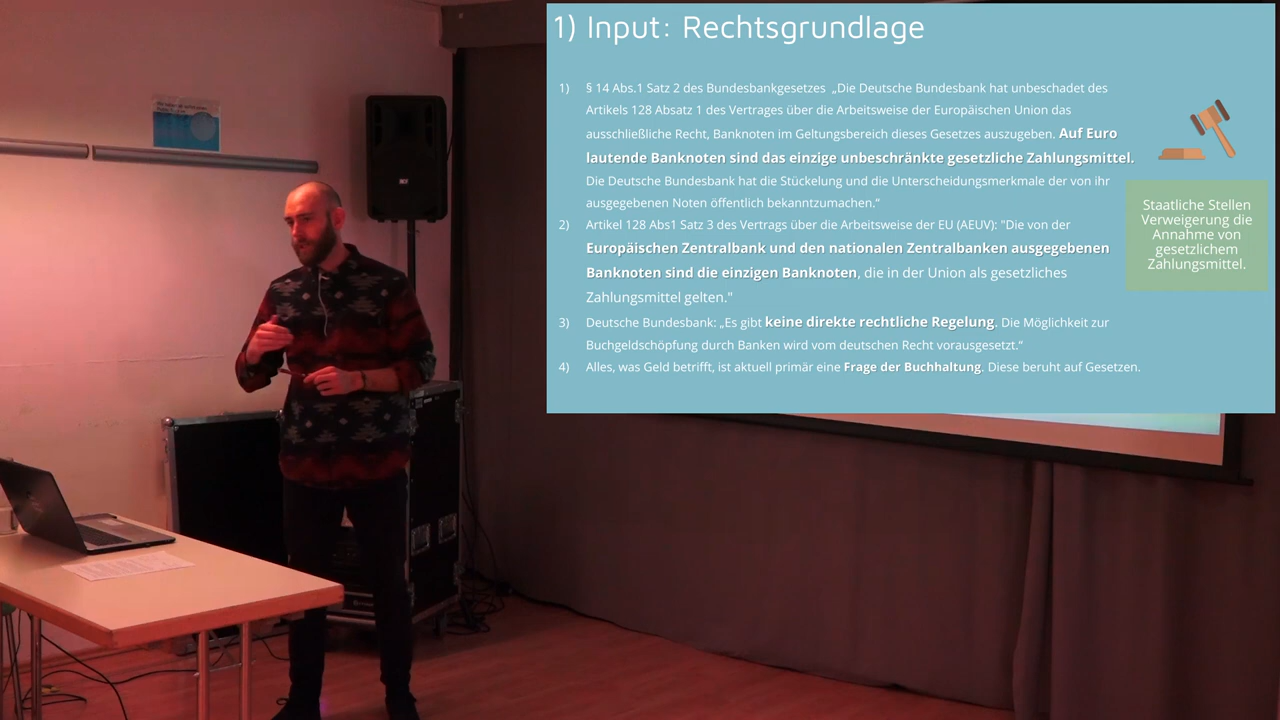 1) Input: Rechtsgrundlage
1) § 14 Abs.1 Satz 2 des Bundesbankgesetzes „Die Deutsche Bundesbank hat unbeschadet des
Artikels 128 Absatz 1 des Vertrages über die Arbeitsweise der Europäischen Union das
ausschließliche Recht, Banknoten im Geltungsbereich dieses Gesetzes auszugeben. Auf Euro
lautende Banknoten sind das einzige unbeschränkte gesetzliche Zahlungsmittel.
Die Deutsche Bundesbank hat die Stückelung und die Unterscheidungsmerkmale der von ihr
ausgegebenen Noten öffentlich bekanntzumachen.“
2) Artikel 128 Abs1 Satz 3 des Vertrags über die Arbeitsweise der EU (AEUV): "Die von der
Europäischen Zentralbank und den nationalen Zentralbanken ausgegebenen
Banknoten sind die einzigen Banknoten, die in der Union als gesetzliches
Zahlungsmittel gelten."
3) Deutsche Bundesbank: „Es gibt keine direkte rechtliche Regelung. Die Möglichkeit zur
Buchgeldschöpfung durch Banken wird vom deutschen Recht vorausgesetzt.“
4) Alles, was Geld betrifft, ist aktuell primär eine Frage der Buchhaltung. Diese beruht auf Gesetzen.
Staatliche Stellen
Verweigerung die
Annahme von
gesetzlichem
Zahlungsmittel.
RCF